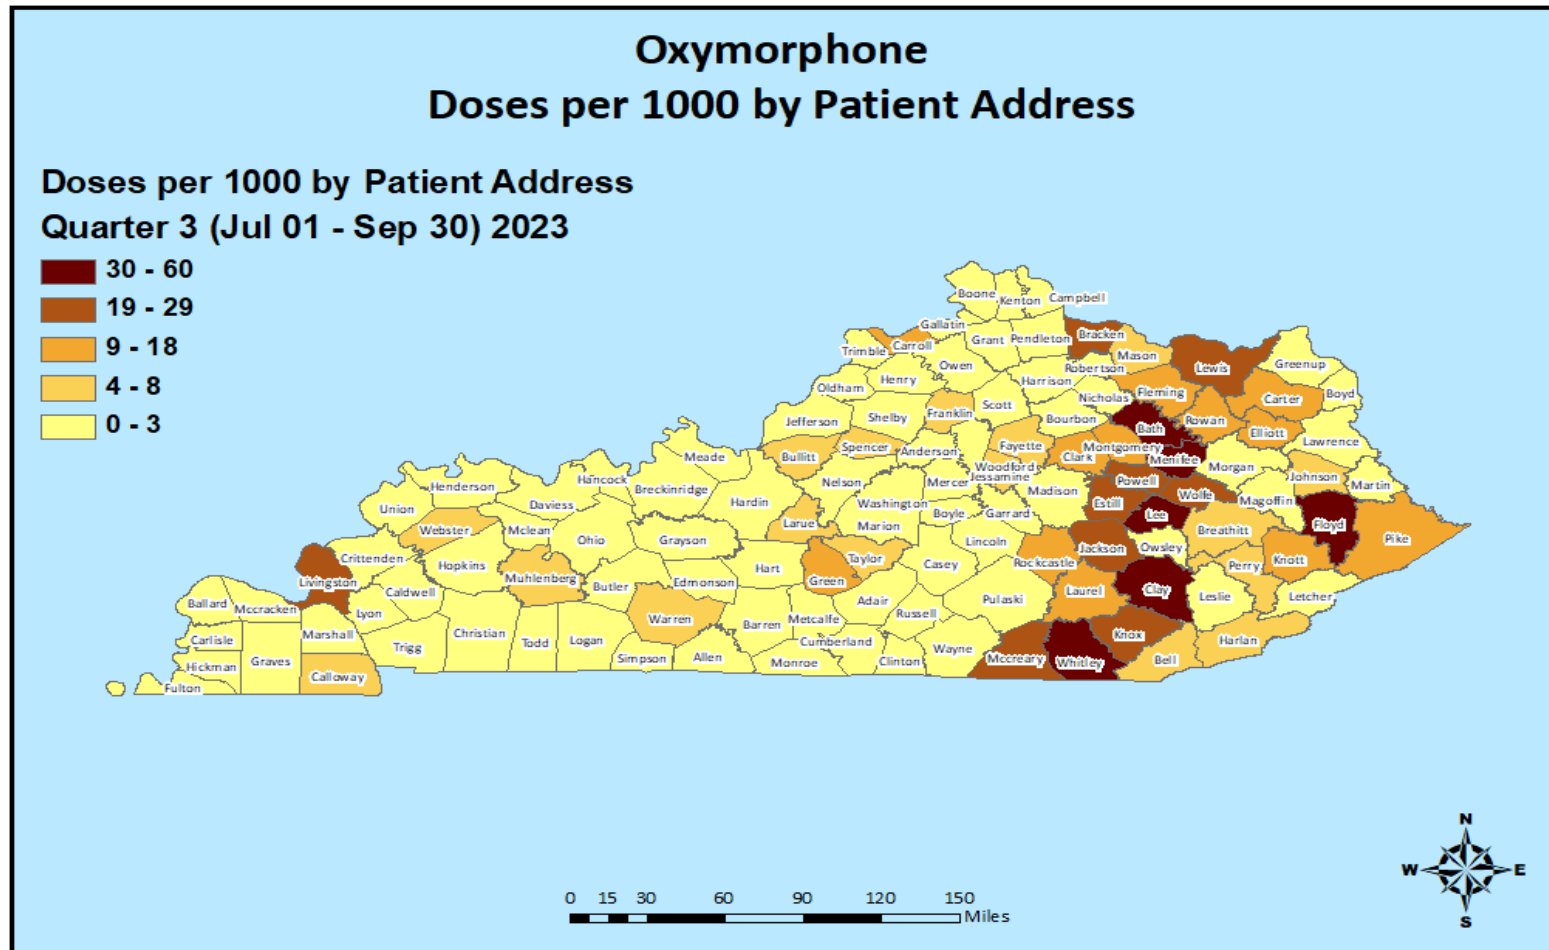 Oxymorphone
Doses per 1000 by Patient Address
Doses per 1000 by Patient Address
Quarter 3 (Jul 01 - Sep 30) 2023
30 - 60
19 - 29
9 - 18
4 - 8
0 - 3
Boone
Kenton
Campbell
Gallatin
Trimble
Carroll
Grant
Pendleton
Bracken
Mason
Lewis
Greenup
Owen
Robertson
Oldham
Henry
Harrison
Nicholas
Fleming
Carter
Boyd
Jefferson
Shelby
Franklin
Scott
Bourbon
Bath
Rowan
Elliott
Lawrence
Bullitt
Spencer
Anderson
Fayette
Clark
Montgomery
Menifee
Morgan
Woodford
Jessamine
Johnson
Martin
Meade
Nelson
Mercer
Madison
Powell
Wolfe
Magoffin
Hancock
Breckinridge
Henderson
Daviess
Hardin
Washington
Boyle
Garrard
Estill
Lee
Floyd
Union
Webster
Mclean
Ohio
Grayson
Larue
Marion
Lincoln
Jackson
Owsley
Breathitt
Pike
Crittenden
Hopkins
Muhlenberg
Butler
Edmonson
Hart
Green
Taylor
Casey
Rockcastle
Perry
Knott
Livingston
Caldwell
Ballard
Mccracken
Lyon
Warren
Barren
Metcalfe
Adair
Russell
Pulaski
Laurel
Clay
Leslie
Letcher
Carlisle
Marshall
Christian
Todd
Logan
Cumberland
Knox
Harlan
Trigg
Simpson
Allen
Monroe
Clinton
Wayne
Mccreary
Whitley
Bell
Hickman
Graves
Calloway
Fulton
N
W
E
S
0 15 30 60 90 120 150
Miles